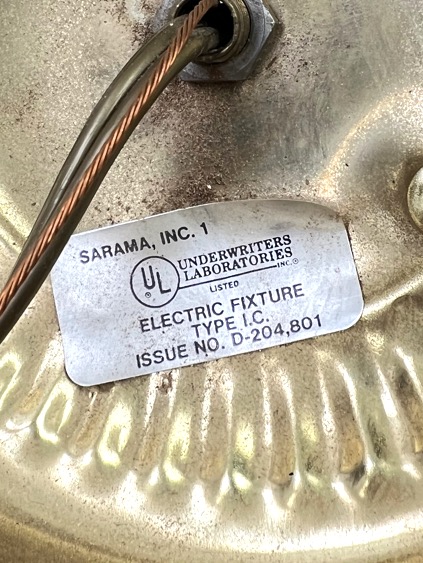 SARAMA, INC. 1
UL ®
UNDERWRITERS
LABORATORIES INC.®
LISTED
ELECTRIC FIXTURE
TYPE I.C.
ISSUE NO. D-204,801